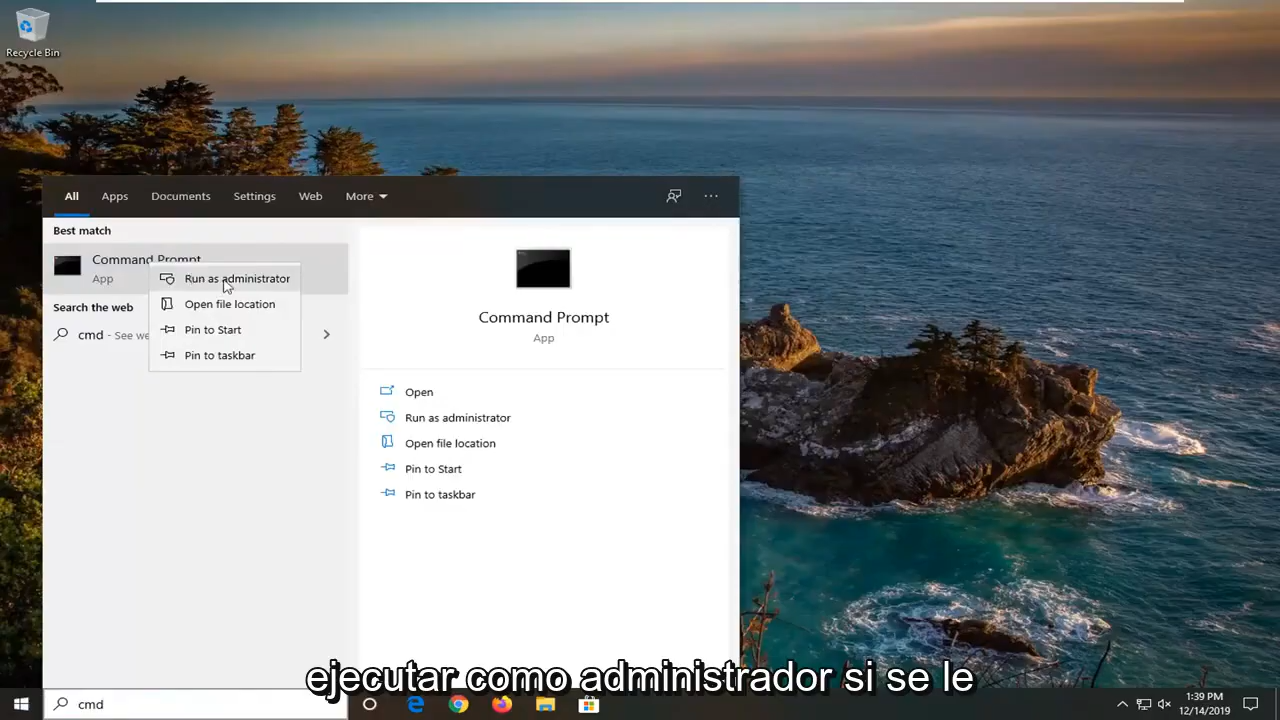 Recycle Bin
All Apps Documents Settings Web More
Best match
Command Prompt
App
Run as administrator
Open file location
Pin to Start
Pin to taskbar
Search the web
cmd - See we
Command Prompt
App
Open
Run as administrator
Open file location
Pin to Start
Pin to taskbar
ejecutar como administrador si se le
cmd
1:39 PM
12/14/2019